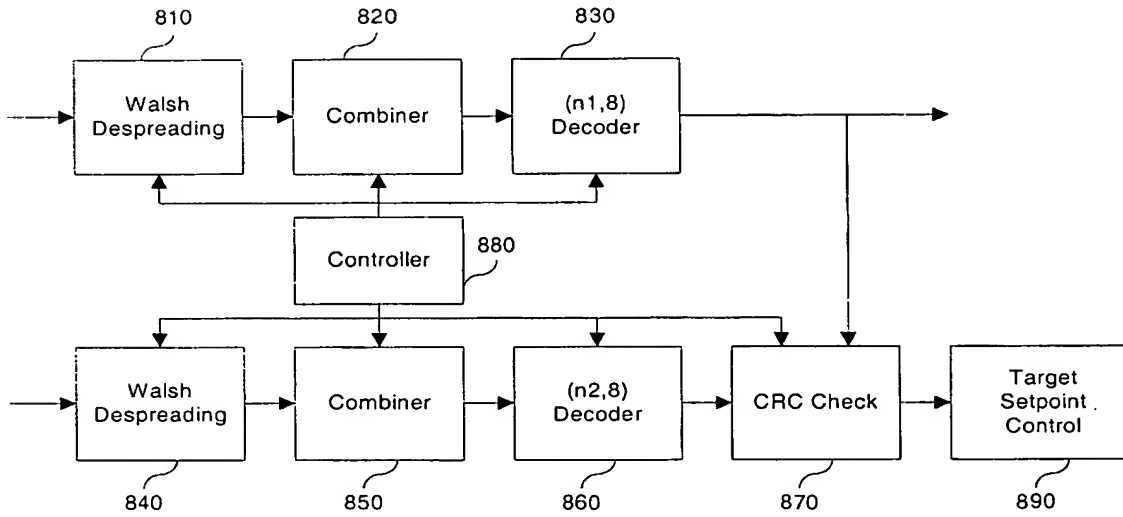 810
820
830
Walsh
Despreading
Combiner
(n1,8)
Decoder
Controller
880
Walsh
Despreading
Combiner
(n2,8)
Decoder
CRC Check
Target
Setpoint
Control
840
850
860
870
890